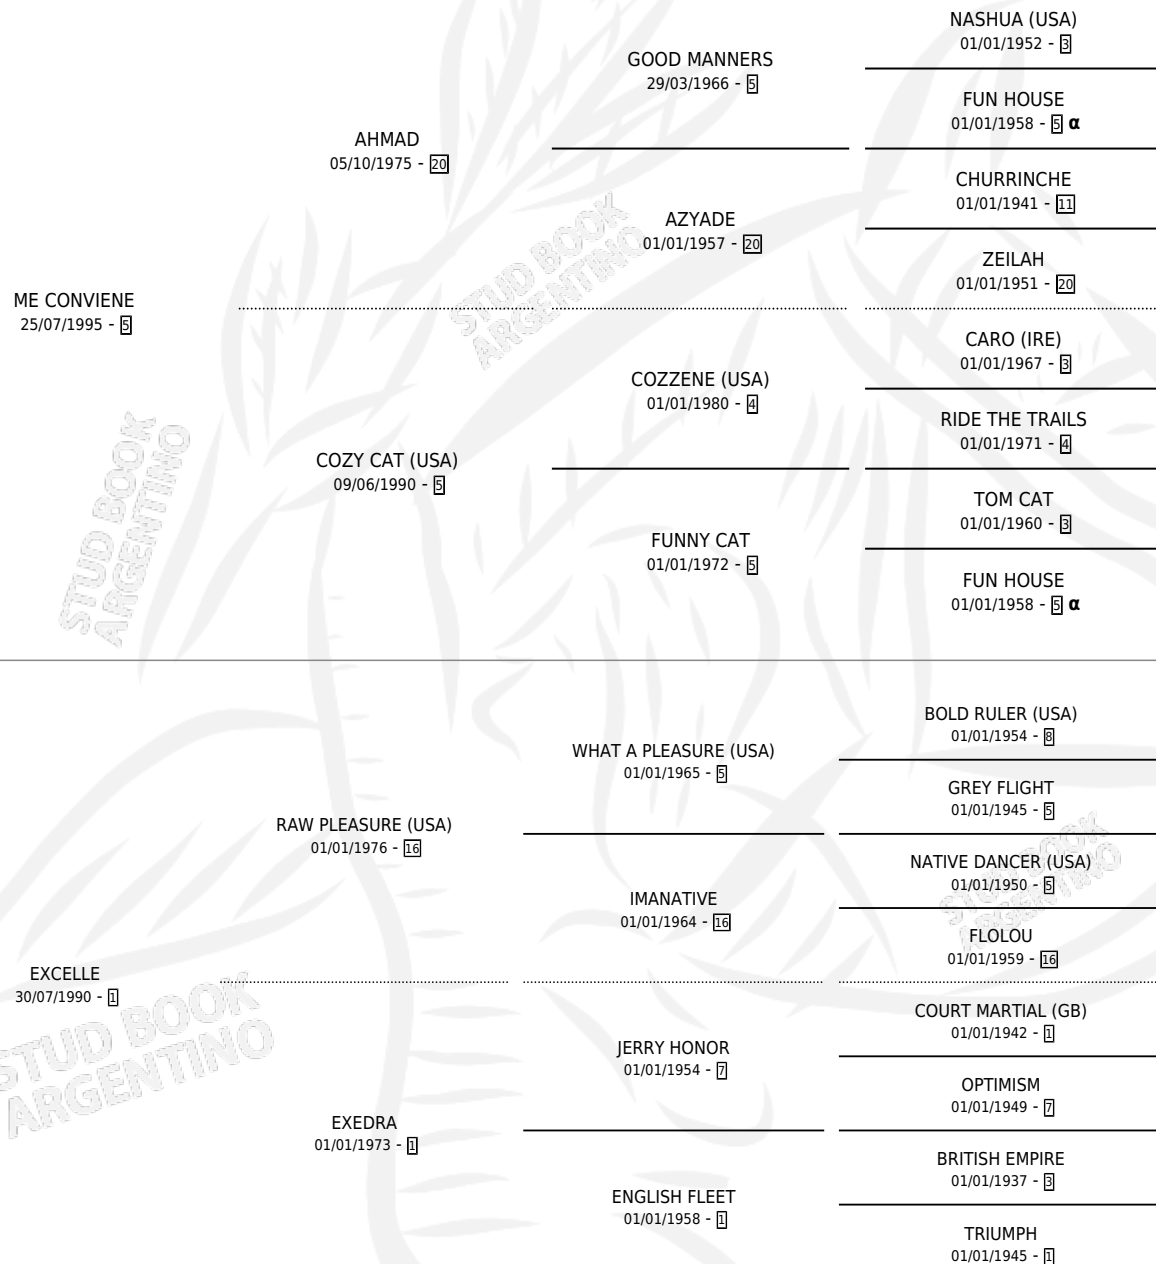 NASHUA (USA)
01/01/1952 - 3
GOOD MANNERS
29/03/1966 - 5
FUN HOUSE
01/01/1958 - 5 α
AHMAD
05/10/1975 - 20
CHURRINCHE
01/01/1941 - 11
AZYADE
01/01/1957 - 20
ZEILAH
01/01/1951 - 20
STUD BOOK
ARGENTINO
ME CONVIENE
25/07/1995 - 5
CARO (IRE)
01/01/1967 - 3
COZZENE (USA)
01/01/1980 - 4
RIDE THE TRAILS
01/01/1971 - 4
COZY CAT (USA)
09/06/1990 - 5
TOM CAT
01/01/1960 - 3
FUNNY CAT
01/01/1972 - 5
FUN HOUSE
01/01/1958 - 5 α
STUD BOOK
ARGENTINO
BOLD RULER (USA)
01/01/1954 - 8
WHAT A PLEASURE (USA)
01/01/1965 - 5
GREY FLIGHT
01/01/1945 - 5
RAW PLEASURE (USA)
01/01/1976 - 16
NATIVE DANCER (USA)
01/01/1950 - 5
IMANATIVE
01/01/1964 - 16
FLOLOU
01/01/1959 - 16
STUD BOOK
ARGENTINO
EXCELLE
30/07/1990 - 1
COURT MARTIAL (GB)
01/01/1942 - 1
JERRY HONOR
01/01/1954 - 7
OPTIMISM
01/01/1949 - 7
STUD BOOK
ARGENTINO
EXEDRA
01/01/1973 - 1
BRITISH EMPIRE
01/01/1937 - 3
ENGLISH FLEET
01/01/1958 - 1
TRIUMPH
01/01/1945 - 1